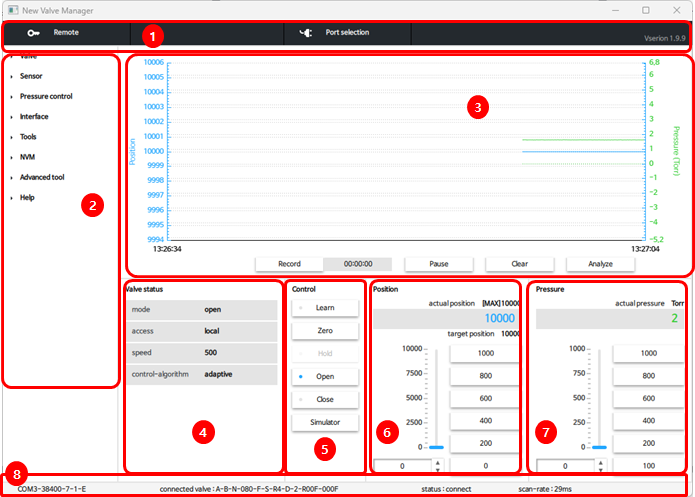 New Valve Manager
Remote
1
Port selection
Vserion 1.9.9
Valve
Sensor
Pressure control
Interface
Tools
NVM
Advanced tool
Help
2
3
Position
10006
10006
10005
10004
10003
10002
10001
10000
9999
9998
9997
9996
9995
9994
6,8
6
5
4
3
2
1
0
-1
-2
-3
-4
-5,2
Pressure (Torr)
13:26:34
13:27:04
Record
00:00:00
Pause
Clear
Analyze
Valve status
mode open
access local
speed 500
control-algorithm adaptive
4
Control
Learn
Zero
Hold
Open
Close
Simulator
5
Position
actual position [MAX]10000
10000
target position 10000
10000
7500
5000
2500
0
1000
800
600
400
200
0
0
6
Pressure
actual pressure Torr
2
1000
750
500
250
0
1000
800
600
400
200
100
0
7
8
COM3-38400-7-1-E
connected valve : A-B-N-080-F-S-R4-D-2-R00F-000F
status : connect
scan-rate : 29ms